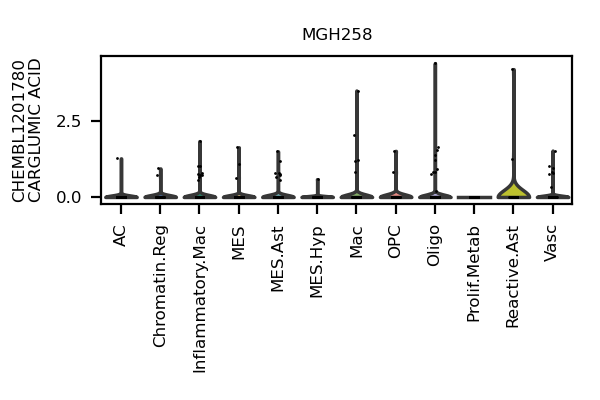 MGH258
CHEMBL1201780
CARGLUMIC ACID
2.5
0.0
AC
Chromatin.Reg
Inflammatory.Mac
MES
MES.Ast
MES.Hyp
Mac
OPC
Oligo
Prolif.Metab
Reactive.Ast
Vasc